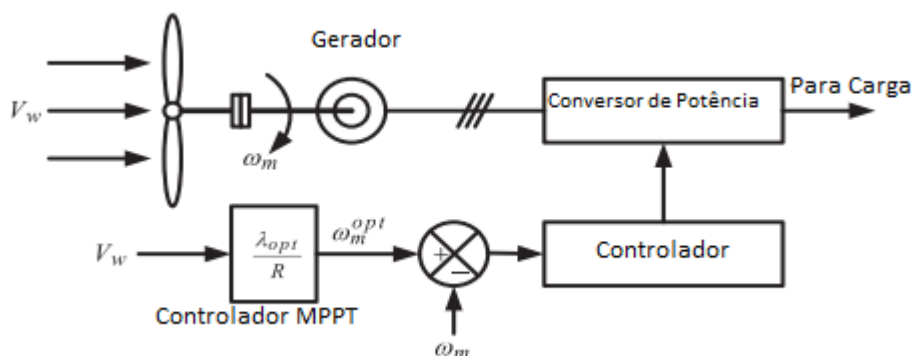 Gerador
Para Carga
V_w
Conversor de Potência
ω_m
V_w
λ_opt
R
ω_m^opt
+
−
Controlador
Controlador MPPT
ω_m